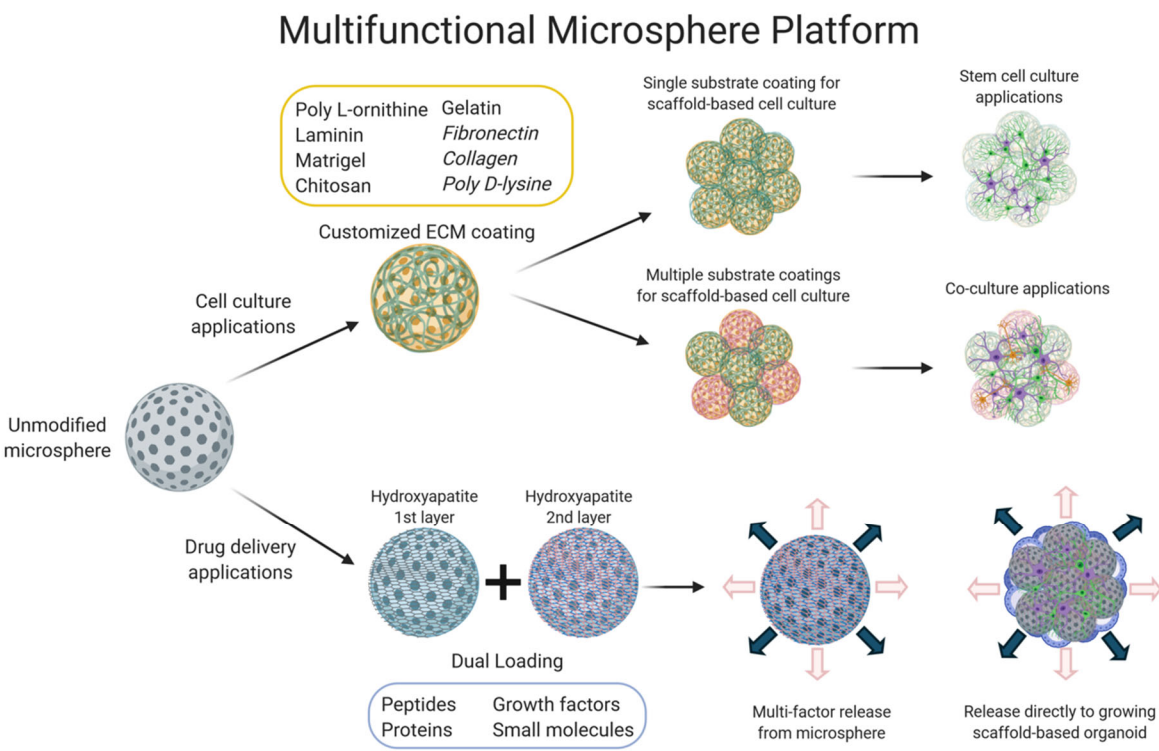 Multifunctional Microsphere Platform
Poly L-ornithine
Laminin
Matrigel
Chitosan
Gelatin
Fibronectin
Collagen
Poly D-lysine
Customized ECM coating
Single substrate coating for
scaffold-based cell culture
Stem cell culture
applications
Cell culture
applications
Multiple substrate coatings
for scaffold-based cell culture
Co-culture applications
Unmodified
microsphere
Drug delivery
applications
Hydroxyapatite
1st layer
Hydroxyapatite
2nd layer
Dual Loading
Peptides
Proteins
Growth factors
Small molecules
Multi-factor release
from microsphere
Release directly to growing
scaffold-based organoid